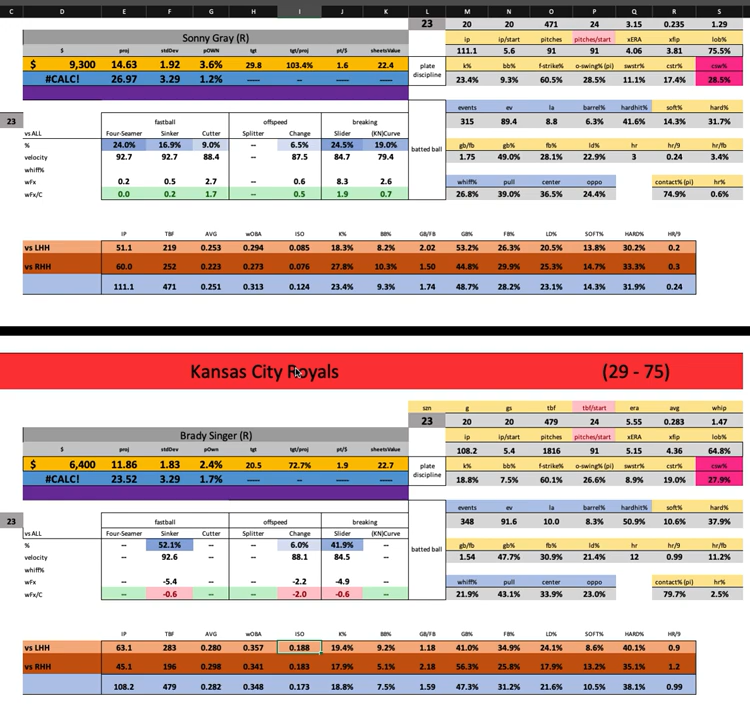 C D E F G H I J K L M N O P Q R S
23 20 20 471 24 3.15 0.235 1.29
Sonny Gray (R) ip ip/start pitches pitches/start xERA xfip lob%
$ proj stdDev pOWN tgt tgt/proj pt/$ sheetsValue 111.1 5.6 91 91 4.06 3.81 75.5%
$ 9,300 14.63 1.92 3.6% 29.8 103.4% 1.6 22.4 plate discipline k% bb% f-strike% o-swing% (pi) swstr% cstr% csw%
#CALC! 26.97 3.29 1.2% ---- -- ---- 23.4% 9.3% 60.5% 28.5% 11.1% 17.4% 28.5%
events ev la barrel% hardhit% soft% hard%
23 fastball offspeed breaking 315 89.4 8.8 6.3% 41.6% 14.3% 31.7%
vs ALL Four-Seamer Sinker Cutter Splitter Change Slider (KN)Curve
% 24.0% 16.9% 9.0% -- 6.5% 24.5% 19.0% batted ball gb/fb gb% fb% ld% hr hr/9 hr/fb
velocity 92.7 92.7 88.4 -- 87.5 84.7 79.4 1.75 49.0% 28.1% 22.9% 3 0.24 3.4%
whiff%
wFx 0.2 0.5 2.7 -- 0.6 8.3 2.6 whiff% pull center oppo contact% (pi) hr%
wFx/C 0.0 0.2 1.7 -- 0.5 1.9 0.7 26.8% 39.0% 36.5% 24.4% 74.9% 0.6%
IP TBF AVG wOBA ISO K% BB% GB/FB GB% FB% LD% SOFT% HARD% HR/9
vs LHH 51.1 219 0.253 0.294 0.085 18.3% 8.2% 2.02 53.2% 26.3% 20.5% 13.8% 30.2% 0.2
vs RHH 60.0 252 0.223 0.273 0.076 27.8% 10.3% 1.50 44.8% 29.9% 25.3% 14.7% 33.3% 0.3
111.1 471 0.251 0.313 0.124 23.4% 9.3% 1.74 48.7% 28.2% 23.1% 14.3% 31.9% 0.24
Kansas City Royals (29 - 75)
szn g gs tbf tbf/start era avg whip
23 20 20 479 24 5.55 0.283 1.47
Brady Singer (R) ip ip/start pitches pitches/start xERA xfip lob%
$ proj stdDev pOwn tgt tgt/proj pt/$ sheetsValue 108.2 5.4 1816 91 5.15 4.36 64.8%
$ 6,400 11.86 1.83 2.4% 20.5 72.7% 1.9 22.7 plate discipline k% bb% f-strike% o-swing% (pi) swstr% cstr% csw%
#CALC! 23.52 3.29 1.7% ---- -- ---- 18.8% 7.5% 60.1% 26.6% 8.9% 19.0% 27.9%
events ev la barrel% hardhit% soft% hard%
23 fastball offspeed breaking 348 91.6 10.0 8.3% 50.9% 10.6% 37.9%
vs ALL Four-Seamer Sinker Cutter Splitter Change Slider (KN)Curve
% -- 52.1% -- -- 6.0% 41.9% -- batted ball gb/fb gb% fb% ld% hr hr/9 hr/fb
velocity -- 92.6 -- -- 88.1 84.5 -- 1.54 47.7% 30.9% 21.4% 12 0.99 11.2%
whiff%
wFx -- -5.4 -- -- -2.2 -4.9 -- whiff% pull center oppo contact% (pi) hr%
wFx/C -- -0.6 -- -- -2.0 -0.6 -- 21.9% 43.1% 33.9% 23.0% 79.7% 2.5%
IP TBF AVG wOBA ISO K% BB% GB/FB GB% FB% LD% SOFT% HARD% HR/9
vs LHH 63.1 283 0.280 0.357 0.188 19.4% 9.2% 1.18 41.0% 34.9% 24.1% 8.6% 40.1% 0.9
vs RHH 45.1 196 0.298 0.341 0.183 17.9% 5.1% 2.18 56.3% 25.8% 17.9% 13.2% 35.1% 1.2
108.2 479 0.282 0.348 0.173 18.8% 7.5% 1.59 47.3% 31.2% 21.6% 10.5% 38.1% 0.99